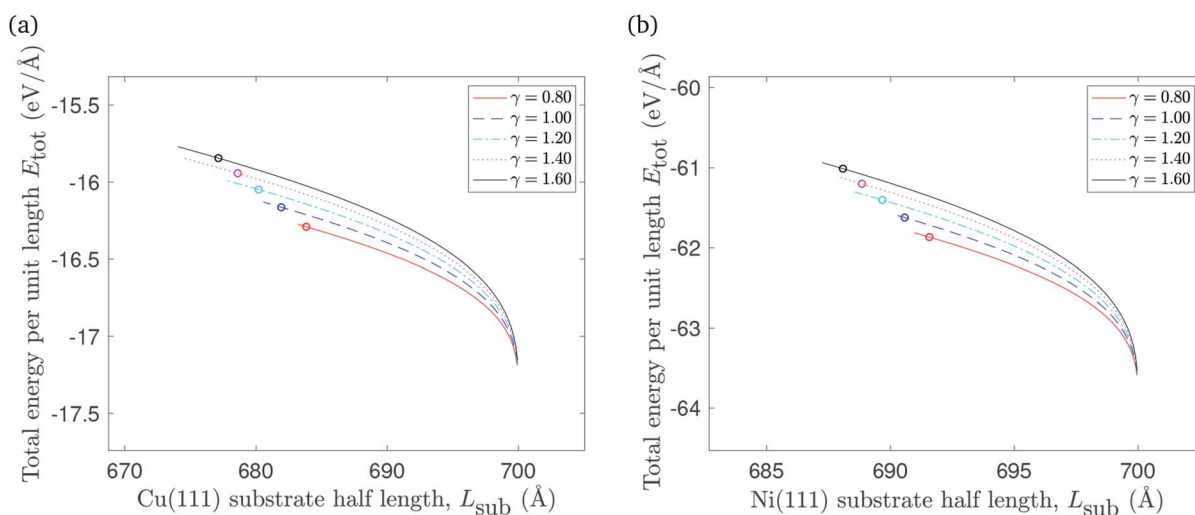 (a)
Total energy per unit length E_tot (eV/Å)
-15.5
-16
-16.5
-17
-17.5
670
680
690
700
Cu(111) substrate half length, L_sub (Å)
γ = 0.80
γ = 1.00
γ = 1.20
γ = 1.40
γ = 1.60
(b)
Total energy per unit length E_tot (eV/Å)
-60
-61
-62
-63
-64
685
690
695
700
Ni(111) substrate half length, L_sub (Å)
γ = 0.80
γ = 1.00
γ = 1.20
γ = 1.40
γ = 1.60